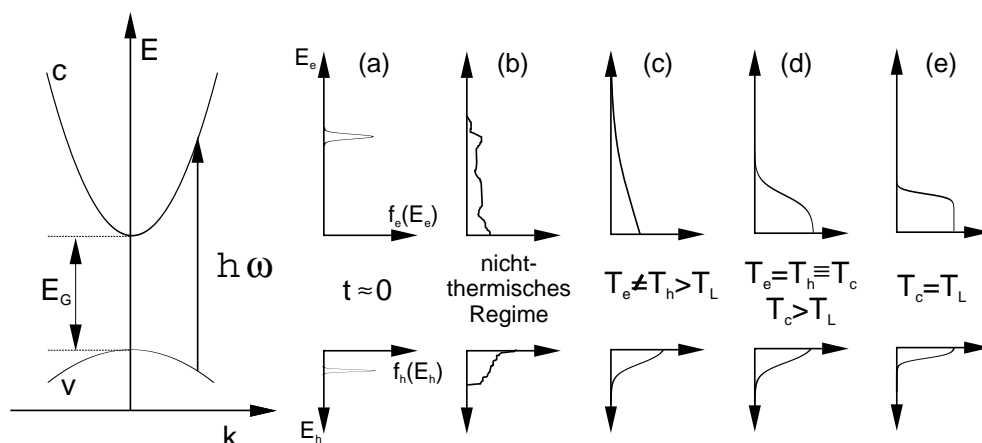 E
c
E_G
ħω
v
k
E_e
(a)
(b)
(c)
(d)
(e)
f_e(E_e)
t≈0
nicht-
thermisches
Regime
T_e≠T_h>T_L
T_e=T_h≡T_c
T_c>T_L
T_c=T_L
f_h(E_h)
E_h